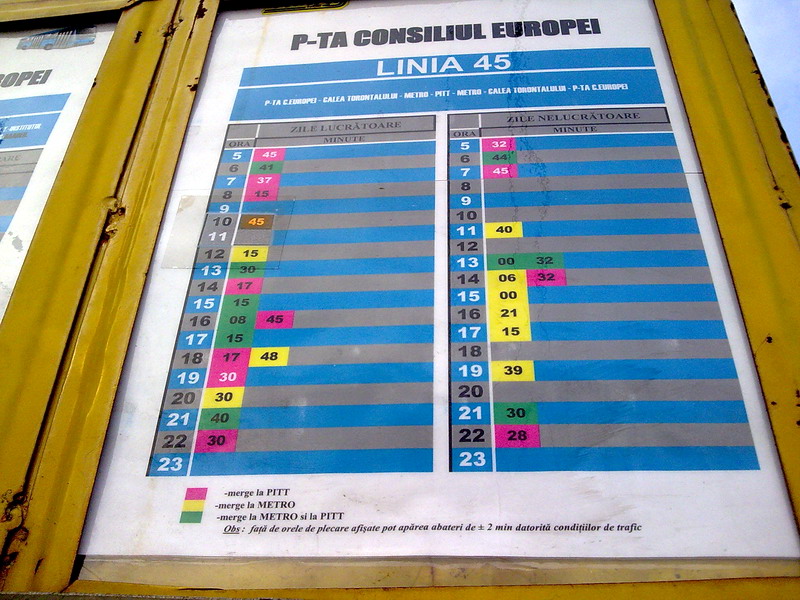 OPEI
P-TA CONSILIUL EUROPEI
LINIA 45
P-TA C.EUROPEI - CALEA TORONTALULUI - METRO - PITT - METRO - CALEA TORONTALULUI - P-TA C.EUROPEI
ORA ZILE LUCRĂTOARE
MINUTE
5 45
6 41
7 37
8 15
9
10 45
11
12 15
13 30
14 17
15 15
16 08 45
17 15
18 17 48
19 30
20 30
21 40
22 30
23
ORA ZILE NELUCRĂTOARE
MINUTE
5 32
6 44
7 45
8
9
10
11 40
12
13 00 32
14 06 32
15 00
16 21
17 15
18
19 39
20
21 30
22 28
23
-merge la PITT
-merge la METRO
-merge la METRO si la PITT
Obs : față de orele de plecare afișate pot apărea abateri de ± 2 min datorită condițiilor de trafic